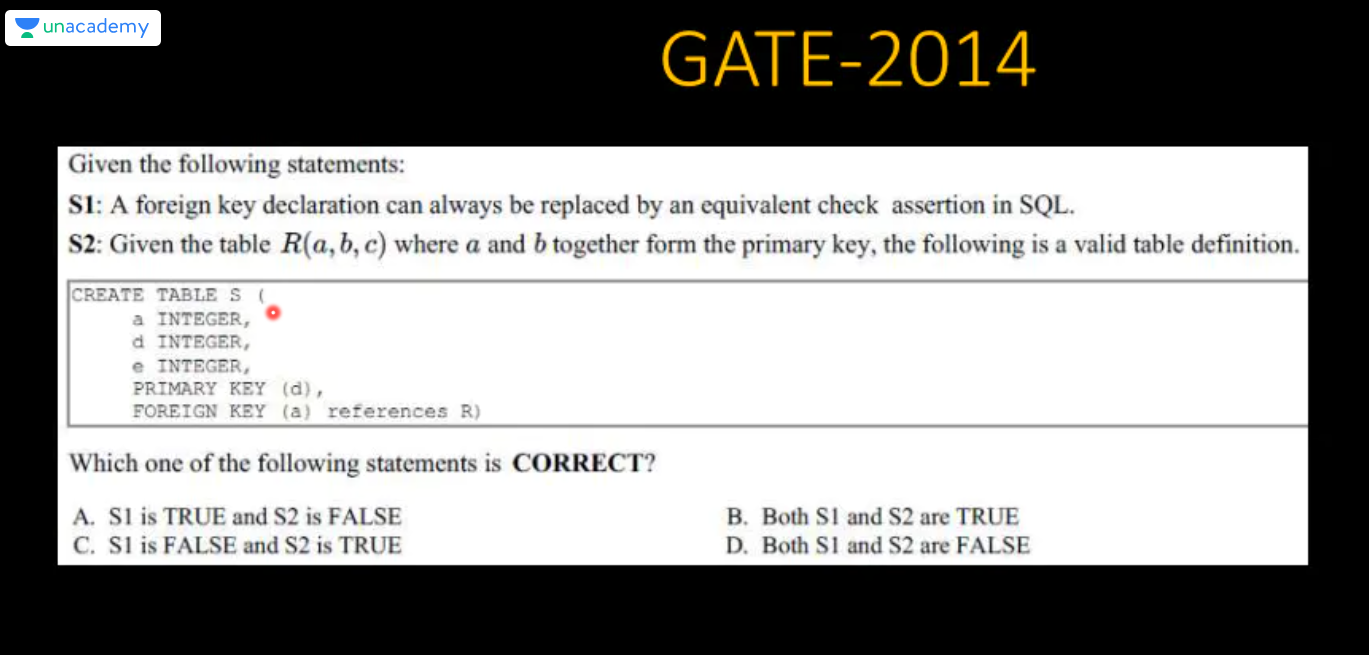 unacademy
GATE-2014
Given the following statements:
S1: A foreign key declaration can always be replaced by an equivalent check assertion in SQL.
S2: Given the table R(a, b, c) where a and b together form the primary key, the following is a valid table definition.
CREATE TABLE S (
a INTEGER,
d INTEGER,
e INTEGER,
PRIMARY KEY (d),
FOREIGN KEY (a) references R)
Which one of the following statements is CORRECT?
A. S1 is TRUE and S2 is FALSE
B. Both S1 and S2 are TRUE
C. S1 is FALSE and S2 is TRUE
D. Both S1 and S2 are FALSE